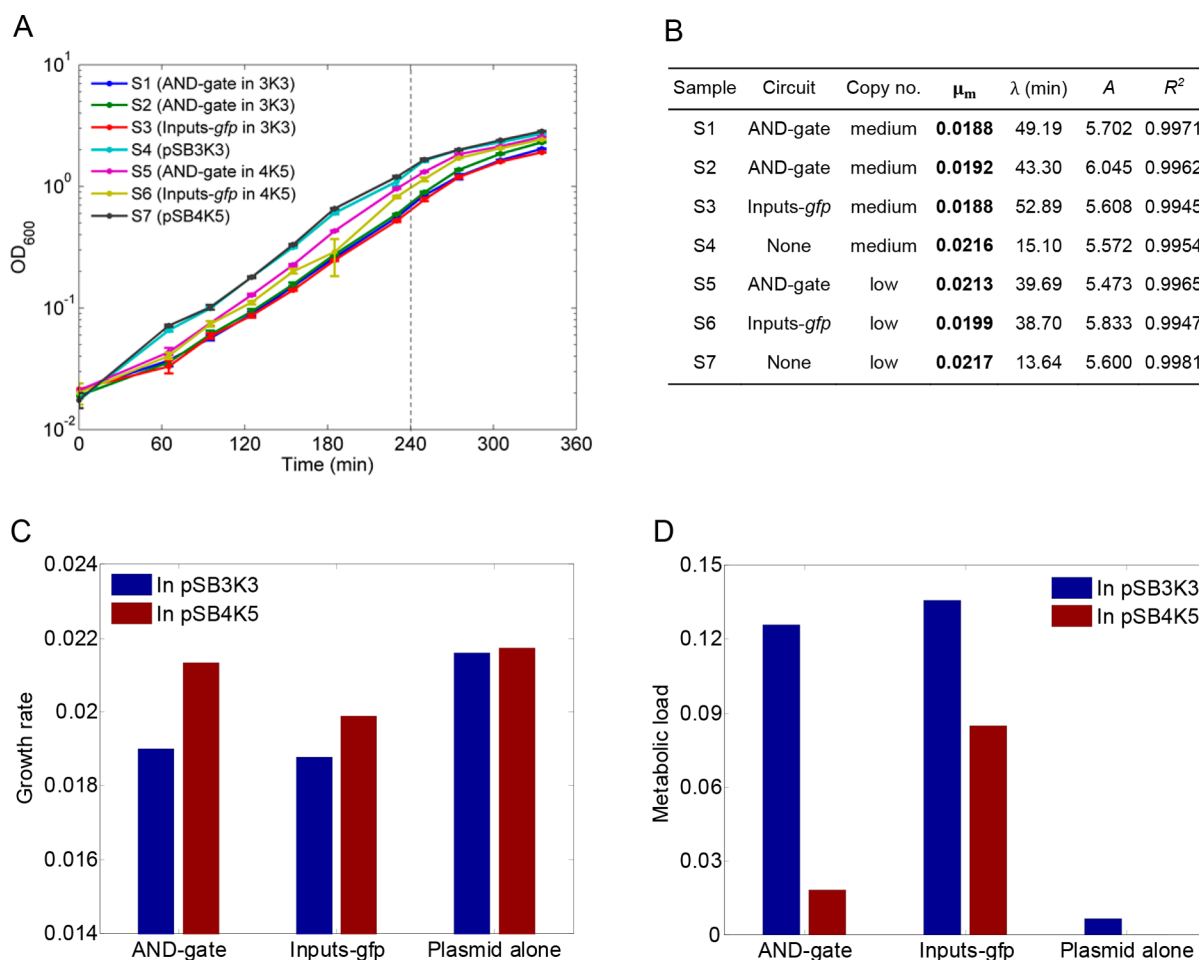 A
10^1
10^0
10^-1
10^-2
OD600
S1 (AND-gate in 3K3)
S2 (AND-gate in 3K3)
S3 (Inputs-gfp in 3K3)
S4 (pSB3K3)
S5 (AND-gate in 4K5)
S6 (Inputs-gfp in 4K5)
S7 (pSB4K5)
0 60 120 180 240 300 360
Time (min)
B
Sample Circuit Copy no. μm λ (min) A R²
S1 AND-gate medium 0.0188 49.19 5.702 0.9971
S2 AND-gate medium 0.0192 43.30 6.045 0.9962
S3 Inputs-gfp medium 0.0188 52.89 5.608 0.9945
S4 None medium 0.0216 15.10 5.572 0.9954
S5 AND-gate low 0.0213 39.69 5.473 0.9965
S6 Inputs-gfp low 0.0199 38.70 5.833 0.9947
S7 None low 0.0217 13.64 5.600 0.9981
C
0.024
0.022
0.02
0.018
0.016
0.014
Growth rate
In pSB3K3
In pSB4K5
AND-gate Inputs-gfp Plasmid alone
D
0.15
0.12
0.09
0.06
0.03
0
Metabolic load
In pSB3K3
In pSB4K5
AND-gate Inputs-gfp Plasmid alone